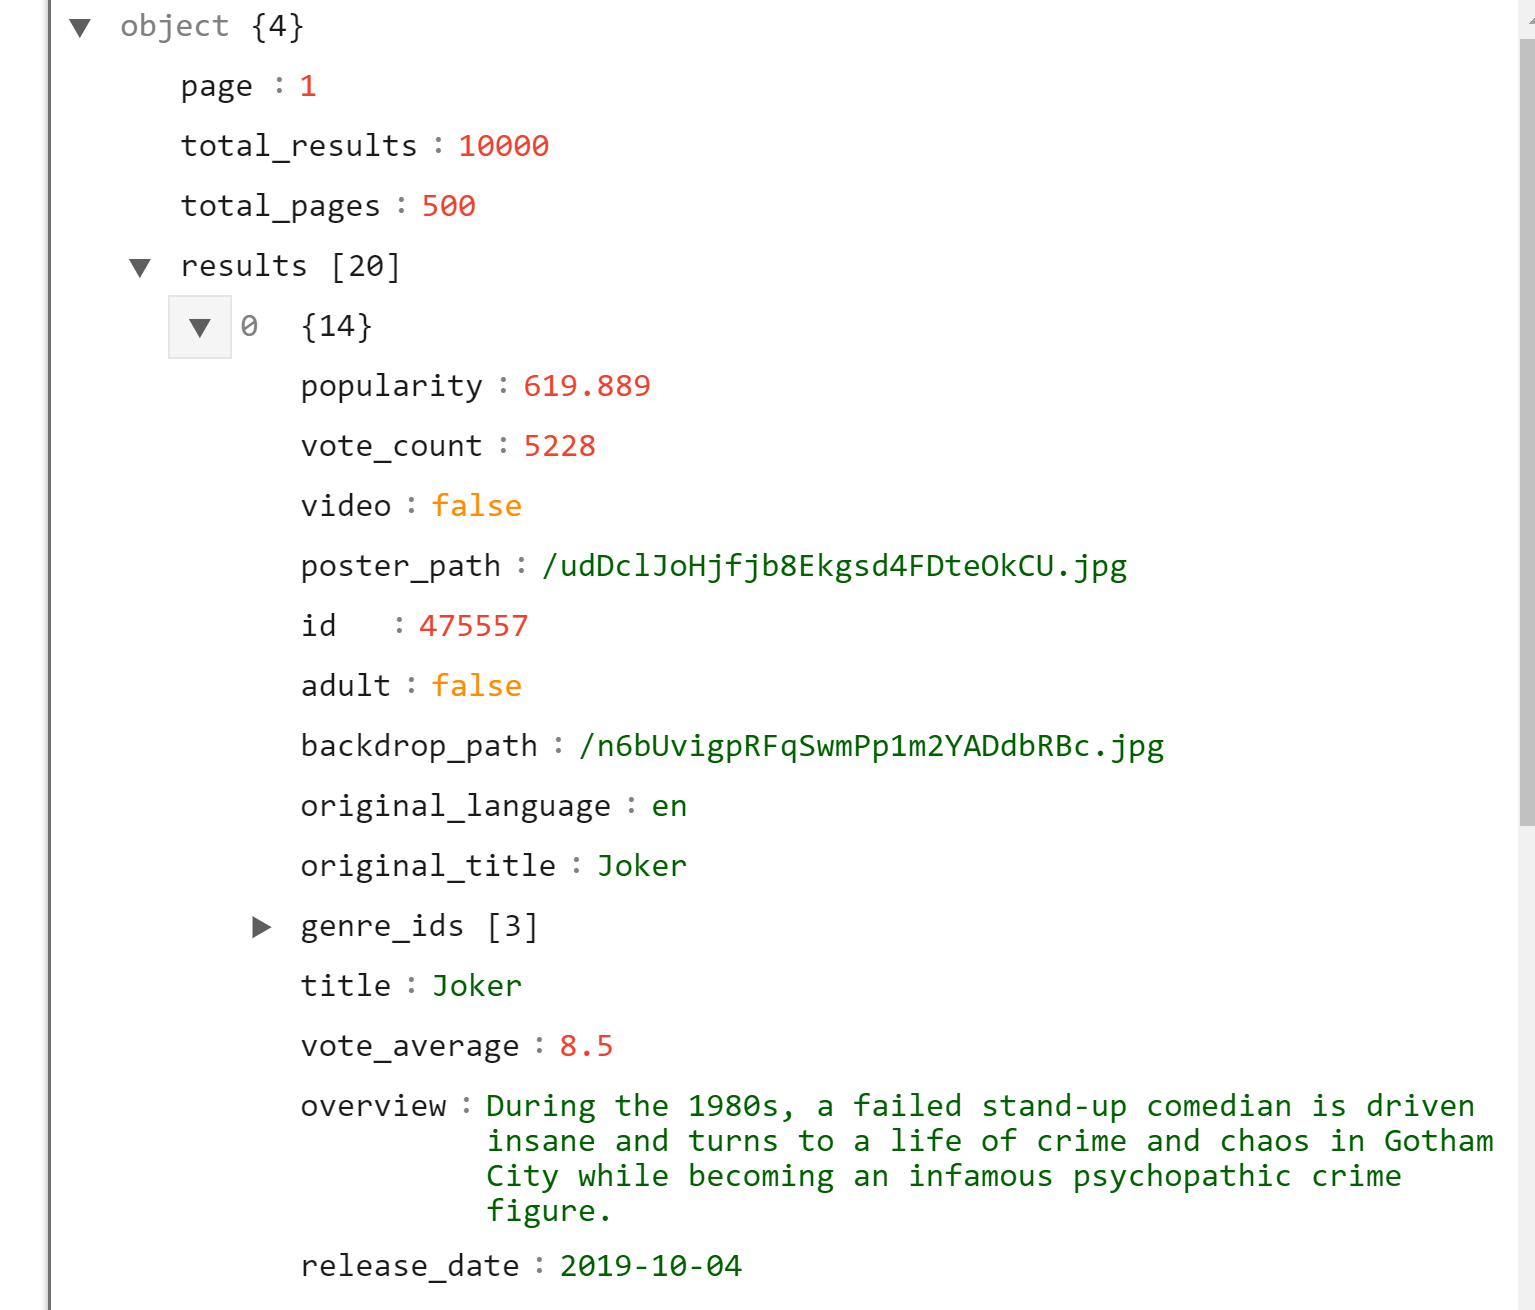 object {4}
page : 1
total_results : 10000
total_pages : 500
results [20]
0 {14}
popularity : 619.889
vote_count : 5228
video : false
poster_path : /udDclJoHjfjb8Ekgsd4FDteOkCU.jpg
id : 475557
adult : false
backdrop_path : /n6bUvigpRFqSwmPp1m2YADdbRBc.jpg
original_language : en
original_title : Joker
genre_ids [3]
title : Joker
vote_average : 8.5
overview : During the 1980s, a failed stand-up comedian is driven
insane and turns to a life of crime and chaos in Gotham
City while becoming an infamous psychopathic crime
figure.
release_date : 2019-10-04